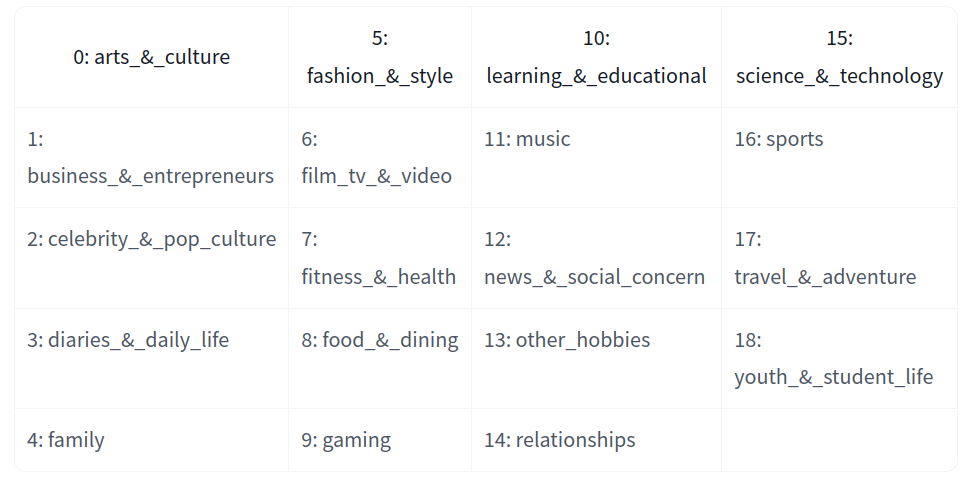 0: arts_&_culture
5:
fashion_&_style
10:
learning_&_educational
15:
science_&_technology
1:
business_&_entrepreneurs
6:
film_tv_&_video
11: music
16: sports
2: celebrity_&_pop_culture
7:
fitness_&_health
12:
news_&_social_concern
17:
travel_&_adventure
3: diaries_&_daily_life
8: food_&_dining
13: other_hobbies
18:
youth_&_student_life
4: family
9: gaming
14: relationships